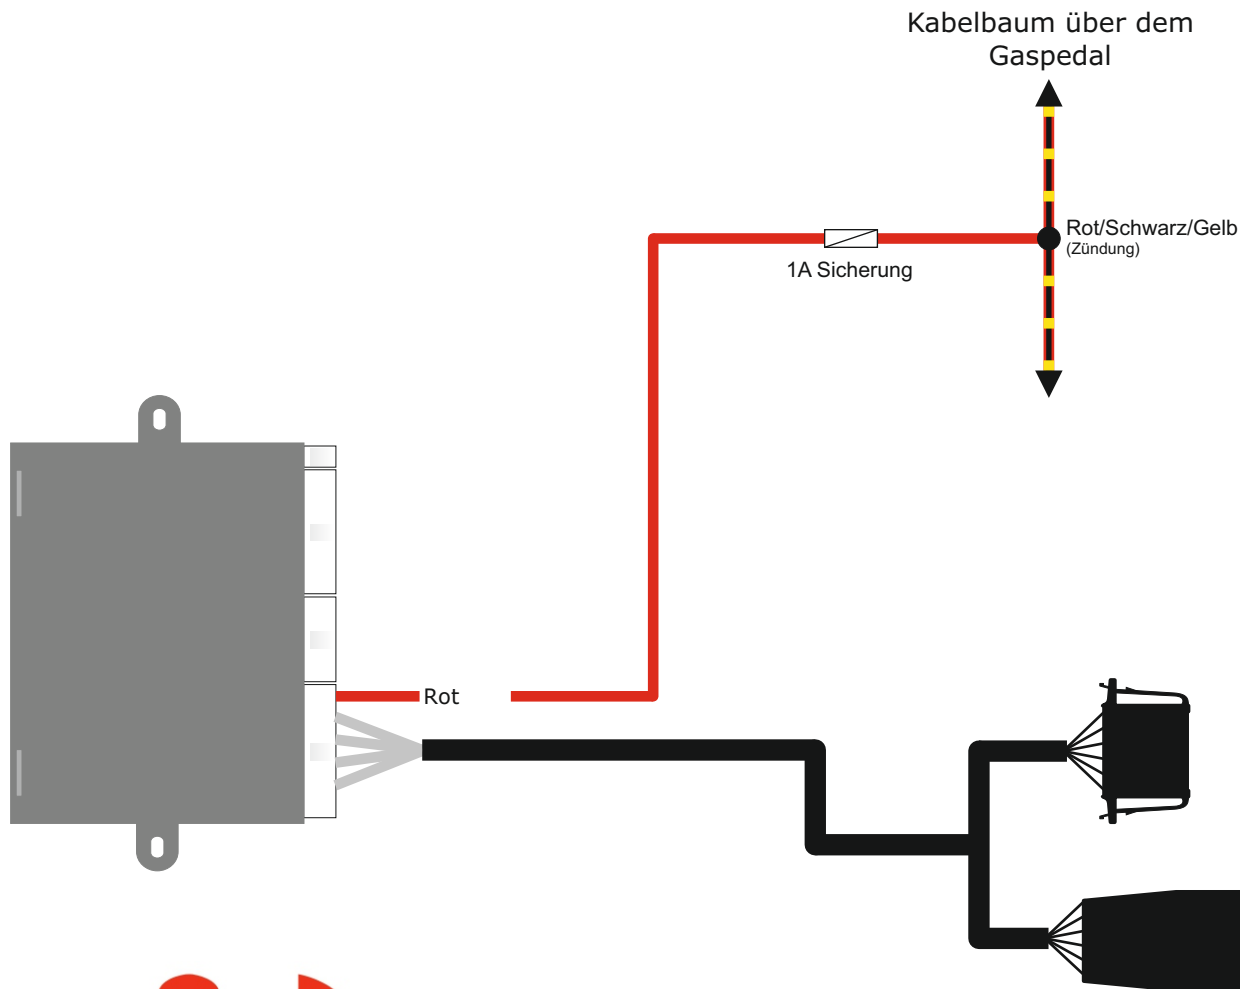 Kabelbaum über dem
Gaspedal
Rot/Schwarz/Gelb
(Zündung)
1A Sicherung
Rot